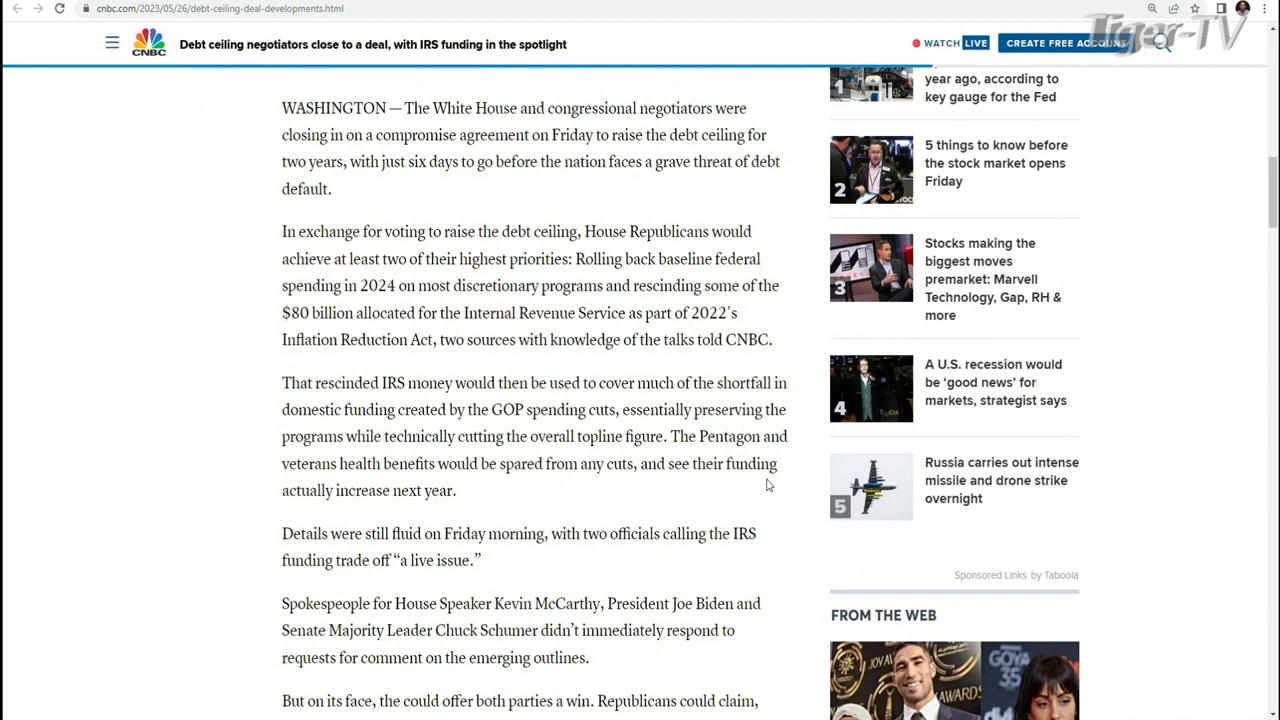 cnbc.com/2023/05/26/debt-ceiling-deal-developments.html
Tiger-TV
CNBC
Debt ceiling negotiators close to a deal, with IRS funding in the spotlight
WATCH LIVE
CREATE FREE ACCOUNT
WASHINGTON — The White House and congressional negotiators were
closing in on a compromise agreement on Friday to raise the debt ceiling for
two years, with just six days to go before the nation faces a grave threat of debt
default.
In exchange for voting to raise the debt ceiling, House Republicans would
achieve at least two of their highest priorities: Rolling back baseline federal
spending in 2024 on most discretionary programs and rescinding some of the
$80 billion allocated for the Internal Revenue Service as part of 2022's
Inflation Reduction Act, two sources with knowledge of the talks told CNBC.
That rescinded IRS money would then be used to cover much of the shortfall in
domestic funding created by the GOP spending cuts, essentially preserving the
programs while technically cutting the overall topline figure. The Pentagon and
veterans health benefits would be spared from any cuts, and see their funding
actually increase next year.
Details were still fluid on Friday morning, with two officials calling the IRS
funding trade off “a live issue.”
Spokespeople for House Speaker Kevin McCarthy, President Joe Biden and
Senate Majority Leader Chuck Schumer didn’t immediately respond to
requests for comment on the emerging outlines.
But on its face, the could offer both parties a win. Republicans could claim,
1
year ago, according to
key gauge for the Fed
2
5 things to know before
the stock market opens
Friday
3
Stocks making the
biggest moves
premarket: Marvell
Technology, Gap, RH &
more
4
A U.S. recession would
be ‘good news’ for
markets, strategist says
5
Russia carries out intense
missile and drone strike
overnight
Sponsored Links by Taboola
FROM THE WEB
AWARDS
GOYA
35